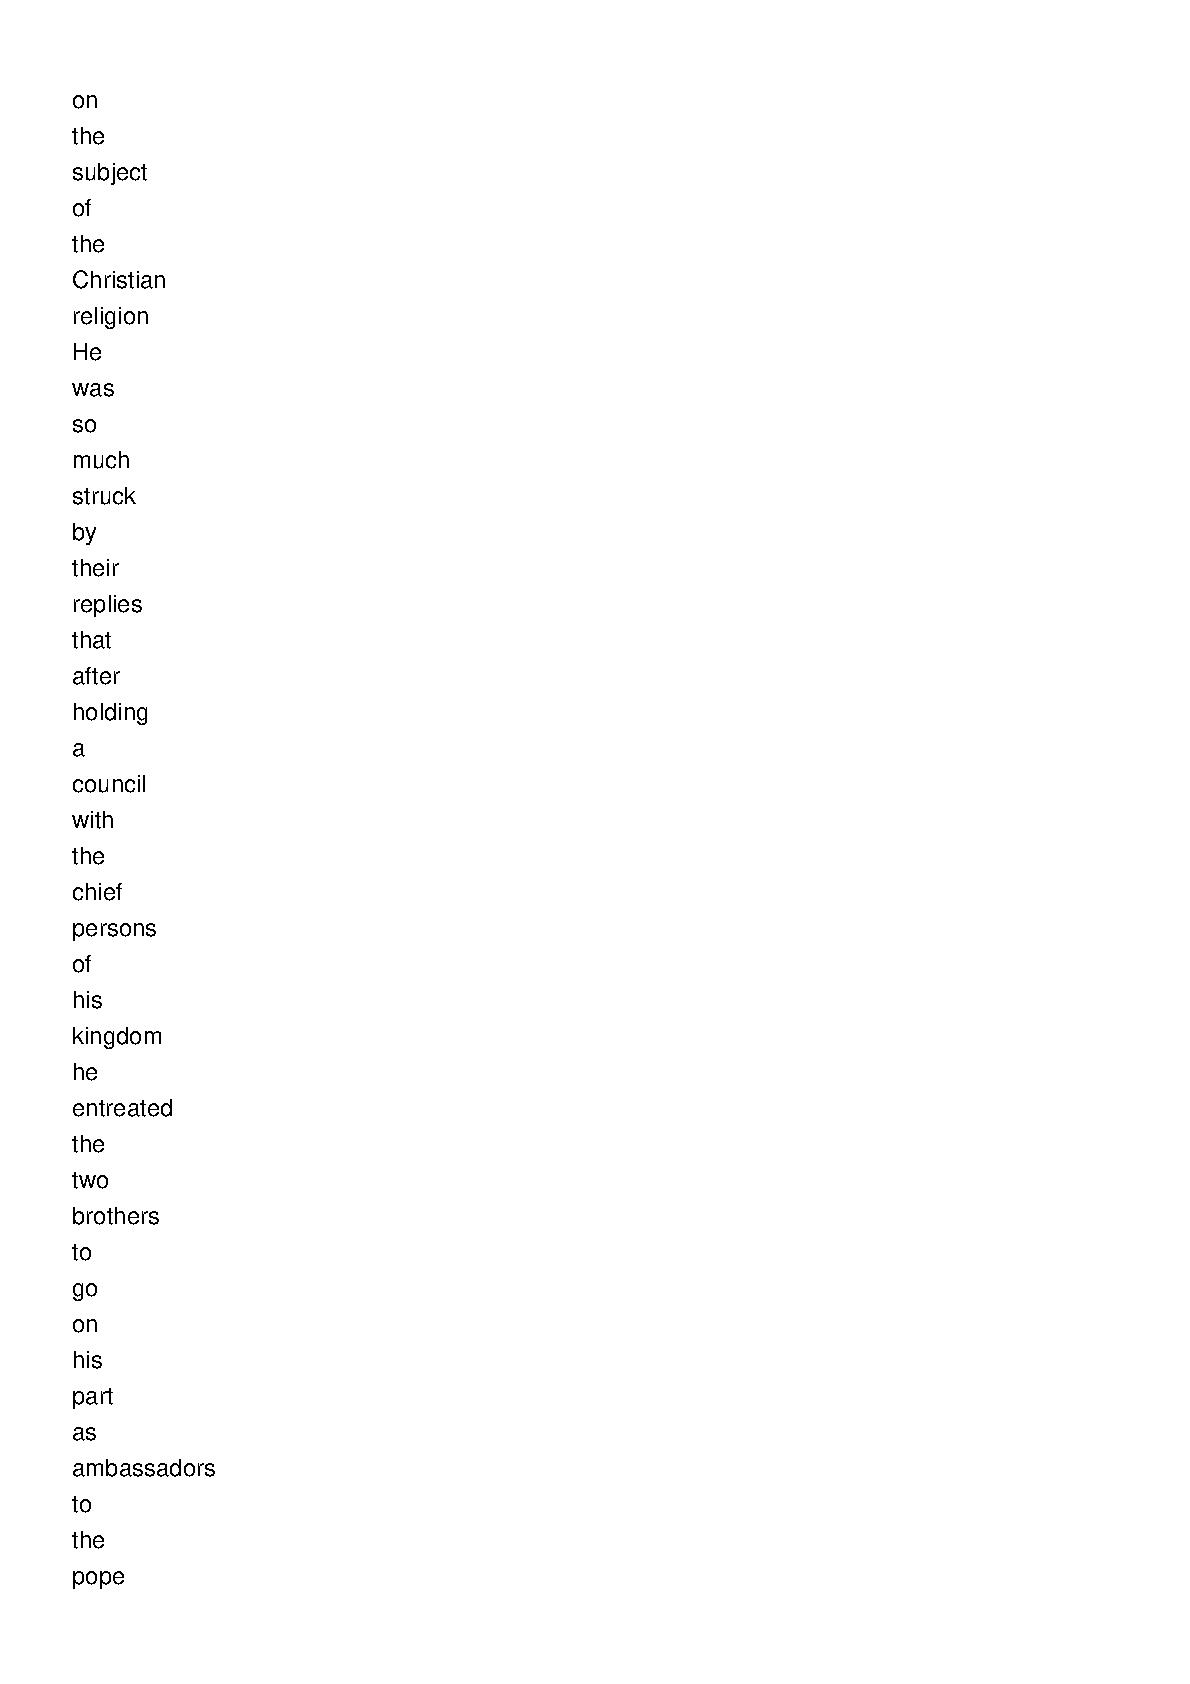 on
the
subject
of
the
Christian
religion
He
was
so
much
struck
by
their
replies
that
after
holding
a
council
with
the
chief
persons
of
his
kingdom
he
entreated
the
two
brothers
to
go
on
his
part
as
ambassadors
to
the
pope